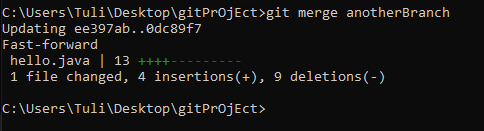 C:\Users\Tuli\Desktop\gitPrOjEct>git merge anotherBranch
Updating ee397ab..0dc89f7
Fast-forward
 hello.java | 13 ++++---------
 1 file changed, 4 insertions(+), 9 deletions(-)
C:\Users\Tuli\Desktop\gitPrOjEct>